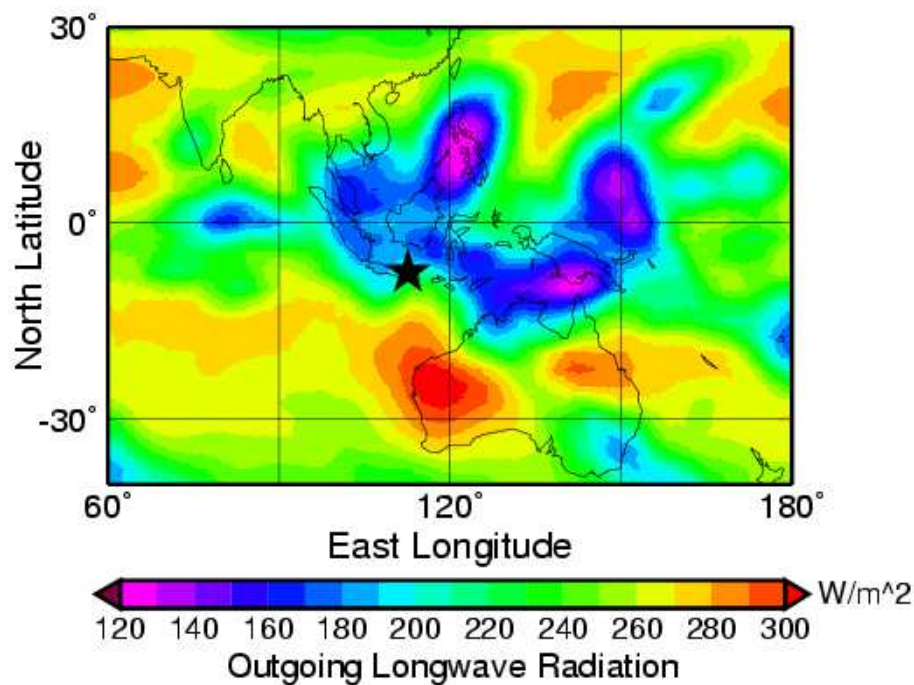 30°
0°
-30°
North Latitude
60° 120° 180°
East Longitude
W/m^2
120 140 160 180 200 220 240 260 280 300
Outgoing Longwave Radiation